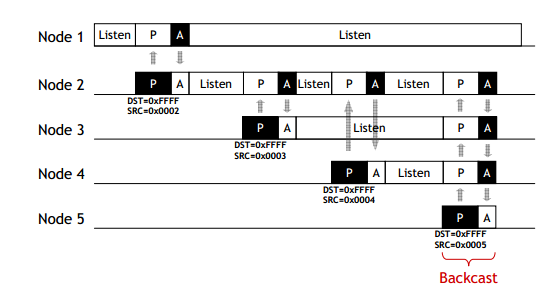 Node 1 Listen P A Listen
Node 2 P A Listen P A Listen P A Listen P A
DST=0xFFFF
SRC=0x0002
Node 3 P A Listen P A
DST=0xFFFF
SRC=0x0003
Node 4 P A Listen P A
DST=0xFFFF
SRC=0x0004
Node 5 P A
DST=0xFFFF
SRC=0x0005
Backcast